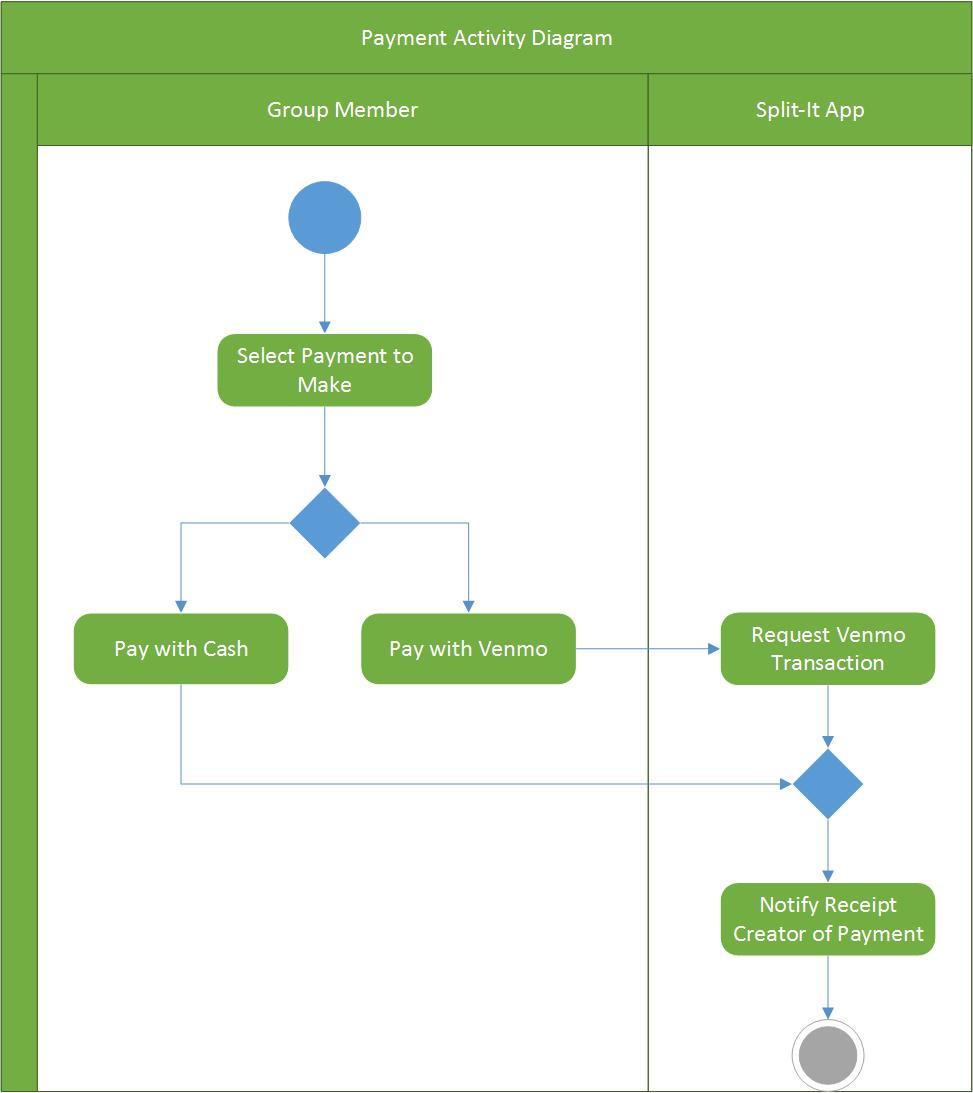 Payment Activity Diagram
Group Member
Split-It App
Select Payment to
Make
Pay with Cash
Pay with Venmo
Request Venmo
Transaction
Notify Receipt
Creator of Payment